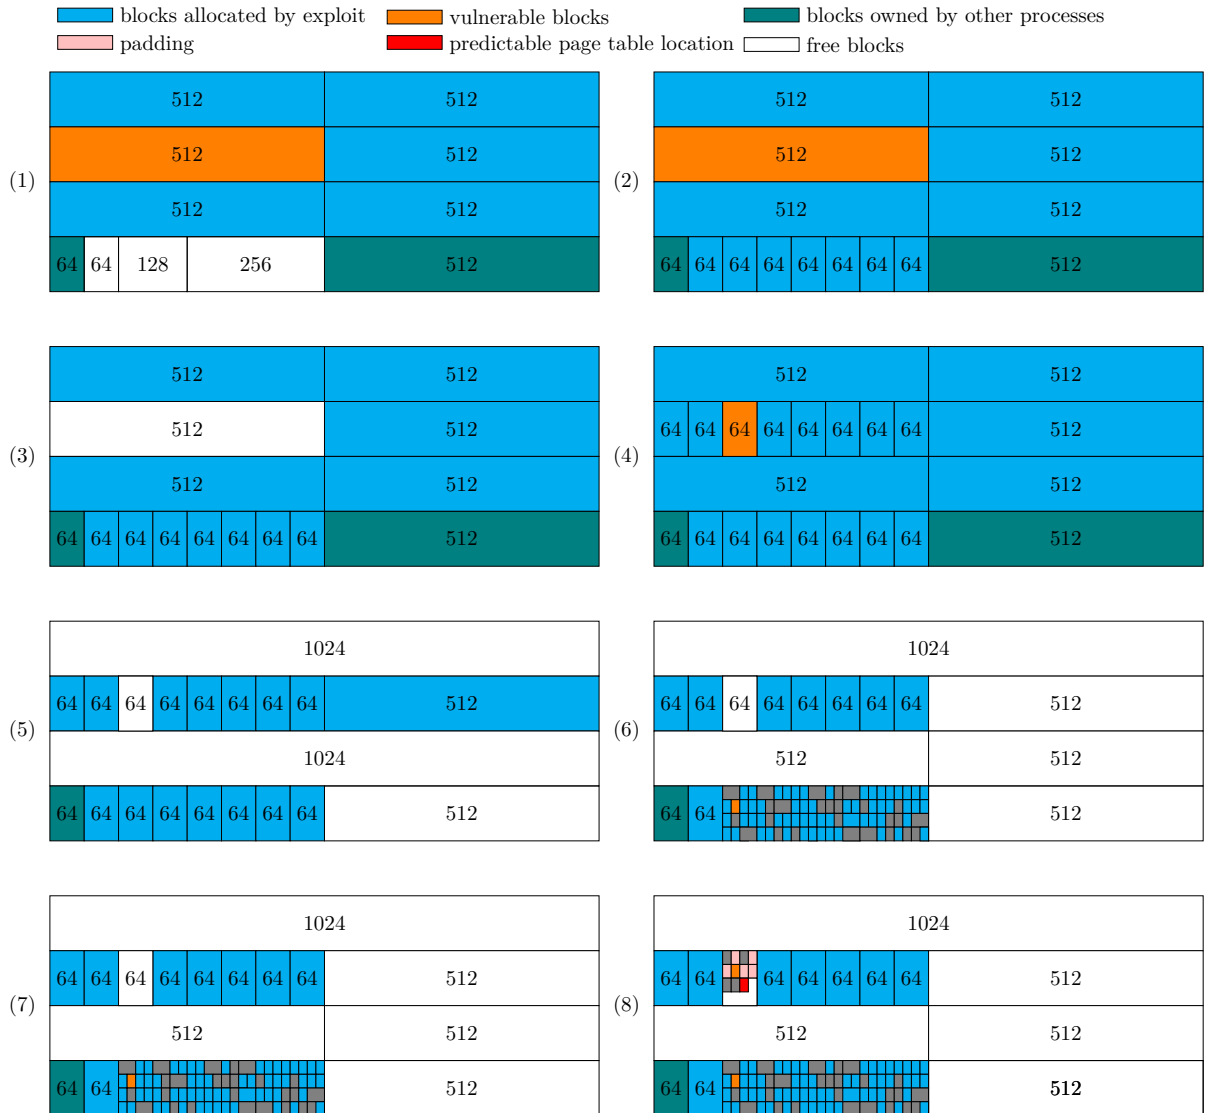 blocks allocated by exploit vulnerable blocks blocks owned by other processes
padding predictable page table location free blocks
(1)
512 512
512 512
512 512
64 64 128 256 512
(2)
512 512
512 512
512 512
64 64 64 64 64 64 64 64 512
(3)
512 512
512 512
512 512
64 64 64 64 64 64 64 64 512
(4)
512 512
64 64 64 64 64 64 64 64 512
512 512
64 64 64 64 64 64 64 64 512
(5)
1024
64 64 64 64 64 64 64 64 512
1024
64 64 64 64 64 64 64 64 512
(6)
1024
64 64 64 64 64 64 64 64 512
512 512
64 64 512
(7)
1024
64 64 64 64 64 64 64 64 512
512 512
64 64 512
(8)
1024
64 64 64 64 64 64 64 512
512 512
64 64 512